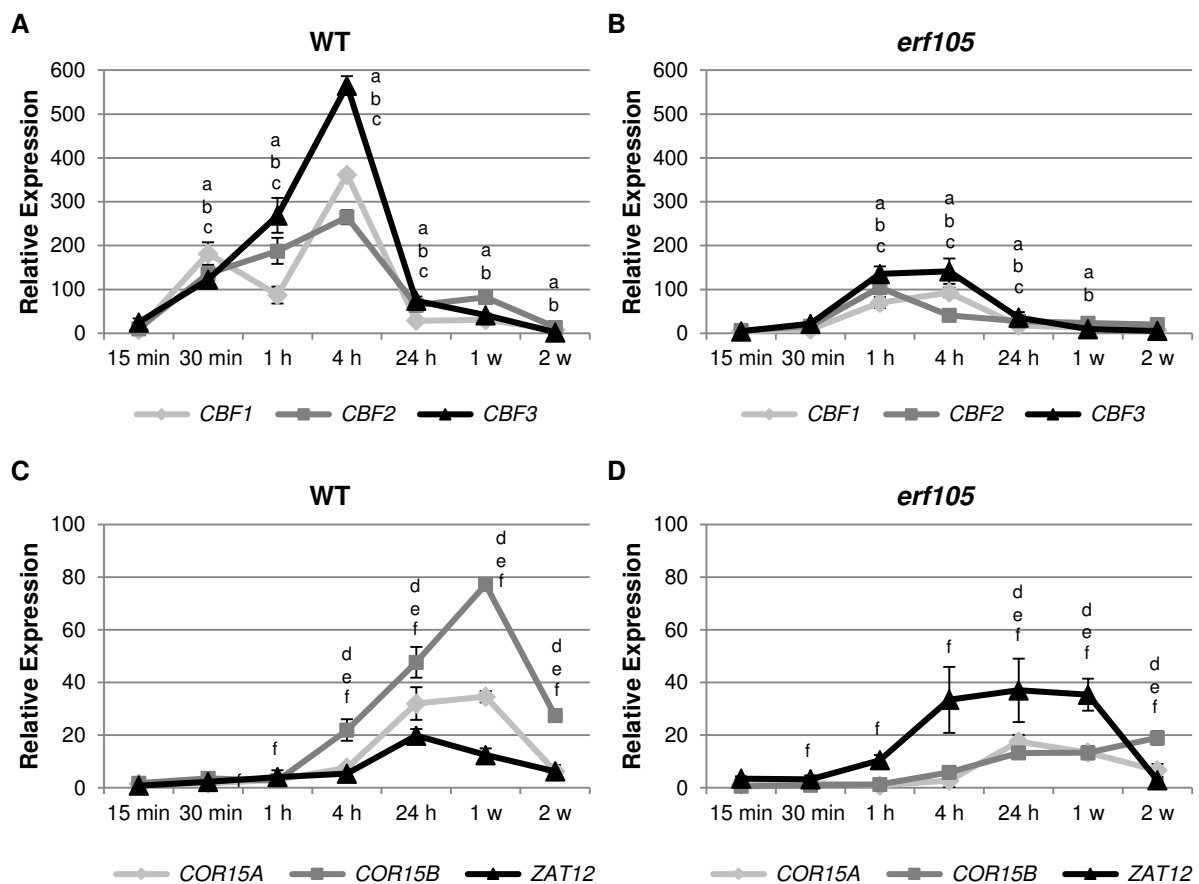 A
WT
Relative Expression
600
500
400
300
200
100
0
a
b
c
a
b
c
a
b
c
a
b
c
a
b
a
b
15 min 30 min 1 h 4 h 24 h 1 w 2 w
CBF1 CBF2 CBF3
B
erf105
Relative Expression
600
500
400
300
200
100
0
a
b
c
a
b
c
a
b
c
a
b
15 min 30 min 1 h 4 h 24 h 1 w 2 w
CBF1 CBF2 CBF3
C
WT
Relative Expression
100
80
60
40
20
0
f
f
d
e
f
d
e
f
d
e
f
d
e
f
15 min 30 min 1 h 4 h 24 h 1 w 2 w
COR15A COR15B ZAT12
D
erf105
Relative Expression
100
80
60
40
20
0
f
f
f
d
e
f
d
e
f
d
e
f
15 min 30 min 1 h 4 h 24 h 1 w 2 w
COR15A COR15B ZAT12